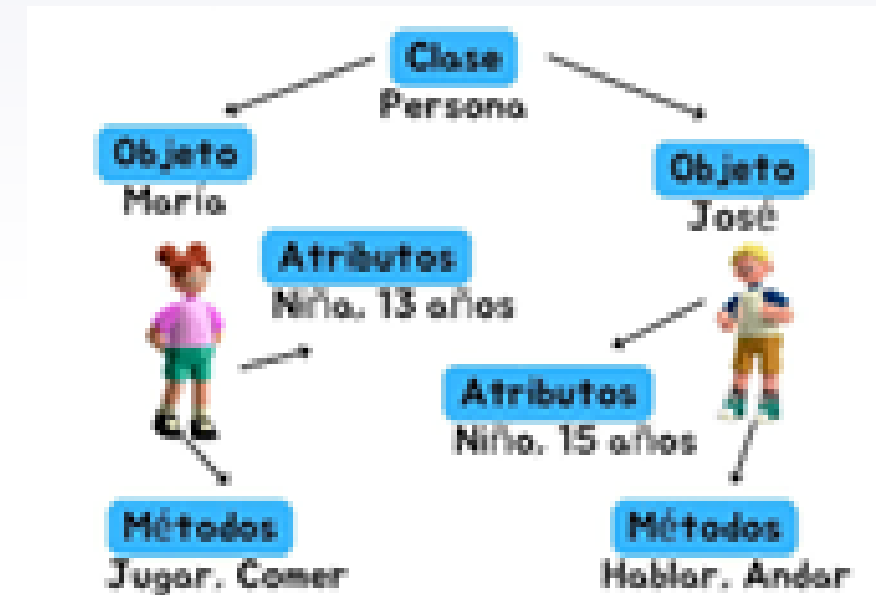 Clase
Persona
Objeto
María
Objeto
José
Atributos
Niña. 13 años
Atributos
Niño. 15 años
Métodos
Jugar. Comer
Métodos
Hablar. Andar